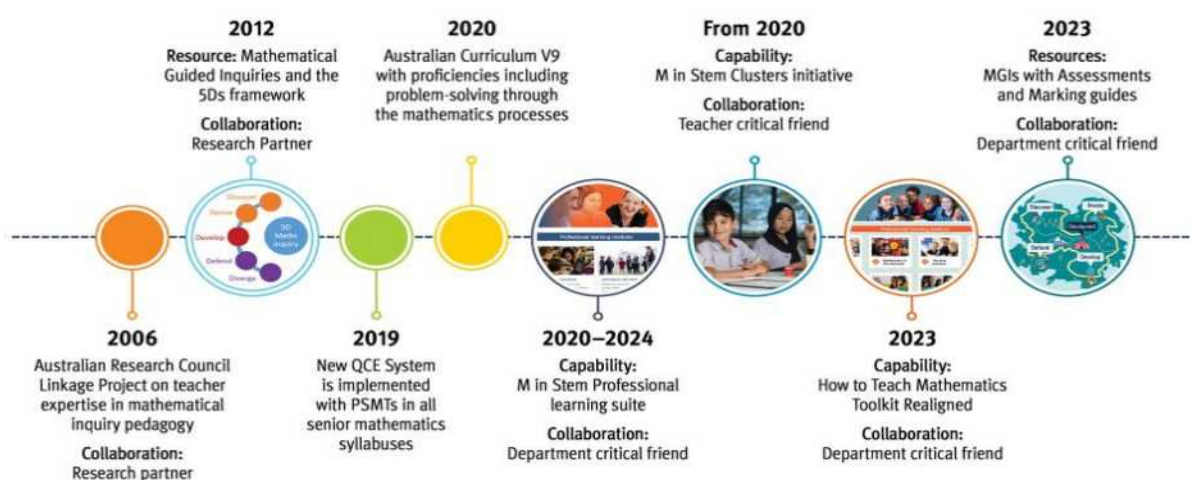 2012
Resource: Mathematical
Guided Inquiries and the
5Ds framework
Collaboration:
Research Partner
2020
Australian Curriculum V9
with proficiencies including
problem-solving through
the mathematics processes
From 2020
Capability:
M in Stem Clusters initiative
Collaboration:
Teacher critical friend
2023
Resources:
MGIs with Assessments
and Marking guides
Collaboration:
Department critical friend
Discover
Devise
Develop
Defend
Diverge
5D
Maths
Inquiry
Professional learning modules
Discover
Devise
Defend
Develop
2006
Australian Research Council
Linkage Project on teacher
expertise in mathematical
inquiry pedagogy
Collaboration:
Research partner
2019
New QCE System
is implemented
with PSMTs in all
senior mathematics
syllabuses
2020–2024
Capability:
M in Stem Professional
learning suite
Collaboration:
Department critical friend
2023
Capability:
How to Teach Mathematics
Toolkit Realigned
Collaboration:
Department critical friend